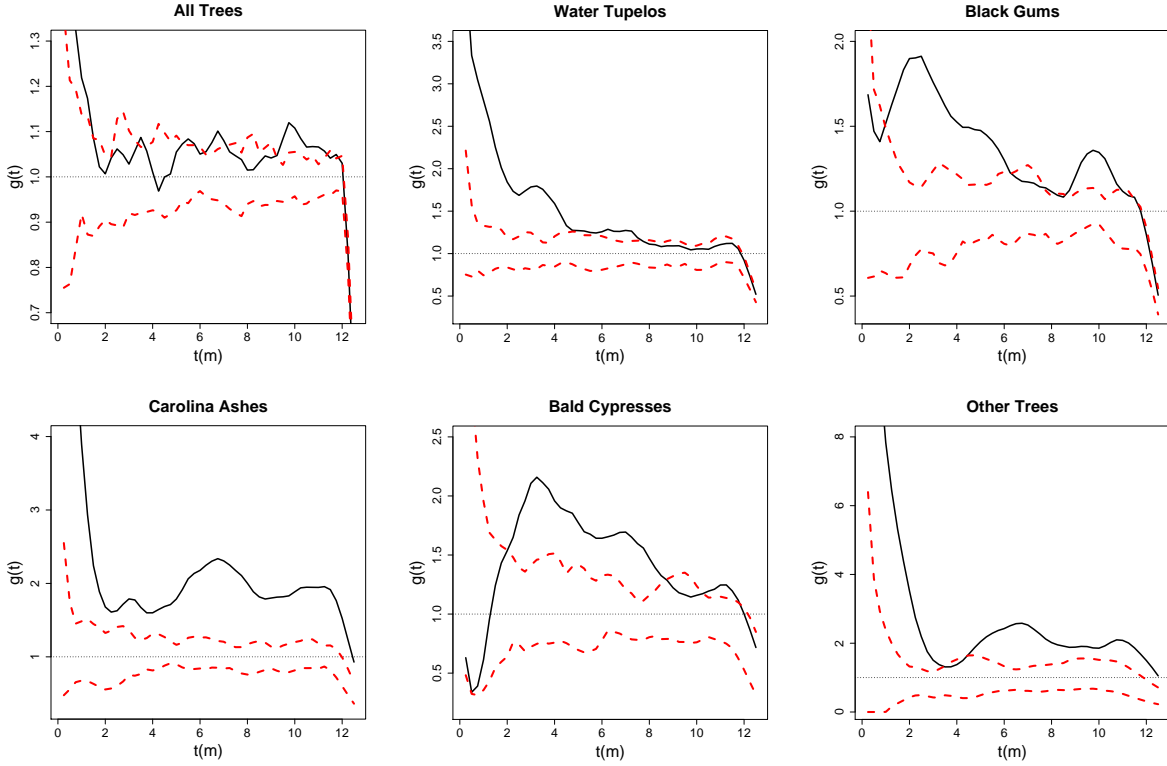 All Trees
g(t)
1.3
1.2
1.1
1.0
0.9
0.8
0.7
0 2 4 6 8 10 12
t(m)
Water Tupelos
g(t)
3.5
3.0
2.5
2.0
1.5
1.0
0.5
0 2 4 6 8 10 12
t(m)
Black Gums
g(t)
2.0
1.5
1.0
0.5
0 2 4 6 8 10 12
t(m)
Carolina Ashes
g(t)
4
3
2
1
0 2 4 6 8 10 12
t(m)
Bald Cypresses
g(t)
2.5
2.0
1.5
1.0
0.5
0 2 4 6 8 10 12
t(m)
Other Trees
g(t)
8
6
4
2
0
0 2 4 6 8 10 12
t(m)